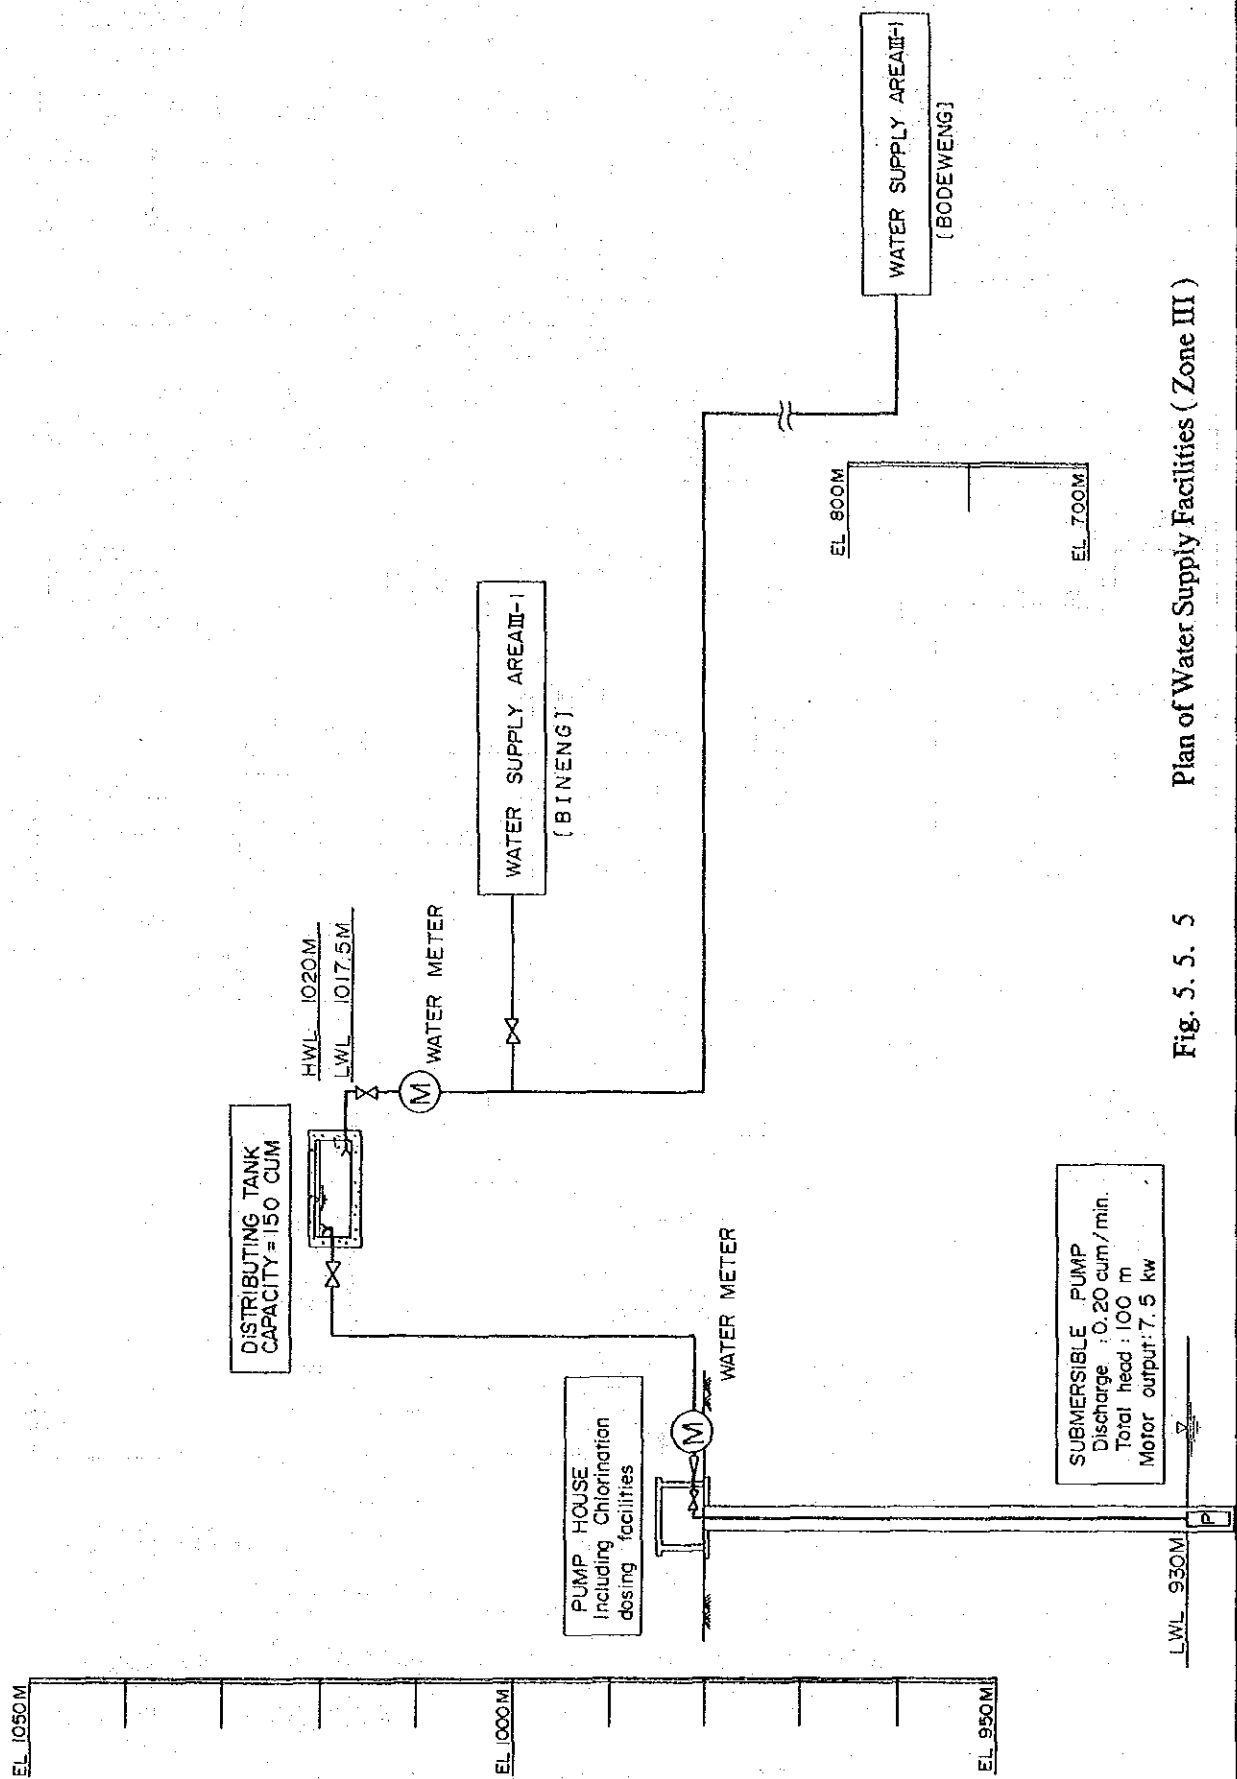 EL 1050M
EL 1000M
EL 950M
DISTRIBUTING TANK
CAPACITY=150 CUM
HWL 1020M
LWL 1017.5M
WATER METER
WATER SUPPLY AREAIII-1
[BINENG]
WATER SUPPLY AREAIII-1
[BODEWENG]
PUMP HOUSE
Including Chlorination
dosing facilities
M
M
WATER METER
SUBMERSIBLE PUMP
Discharge : 0.20 cum/min.
Total head : 100 m
Motor output: 7.5 kw
LWL 930M
P
EL 800M
EL 700M
Fig. 5. 5. 5 Plan of Water Supply Facilities ( Zone III )